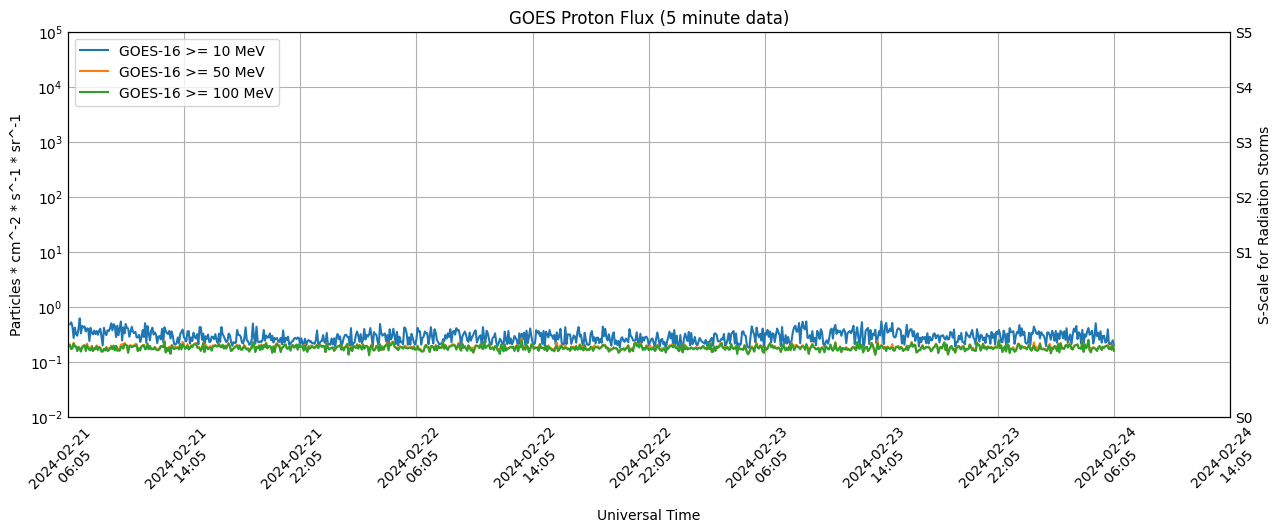 GOES Proton Flux (5 minute data)
GOES-16 >= 10 MeV
GOES-16 >= 50 MeV
GOES-16 >= 100 MeV
Particles * cm^-2 * s^-1 * sr^-1
10^5
10^4
10^3
10^2
10^1
10^0
10^-1
10^-2
S5
S4
S3
S2
S1
S0
S-Scale for Radiation Storms
2024-02-21
06:05
2024-02-21
14:05
2024-02-21
22:05
2024-02-22
06:05
2024-02-22
14:05
2024-02-22
22:05
2024-02-23
06:05
2024-02-23
14:05
2024-02-23
22:05
2024-02-24
06:05
2024-02-24
14:05
Universal Time